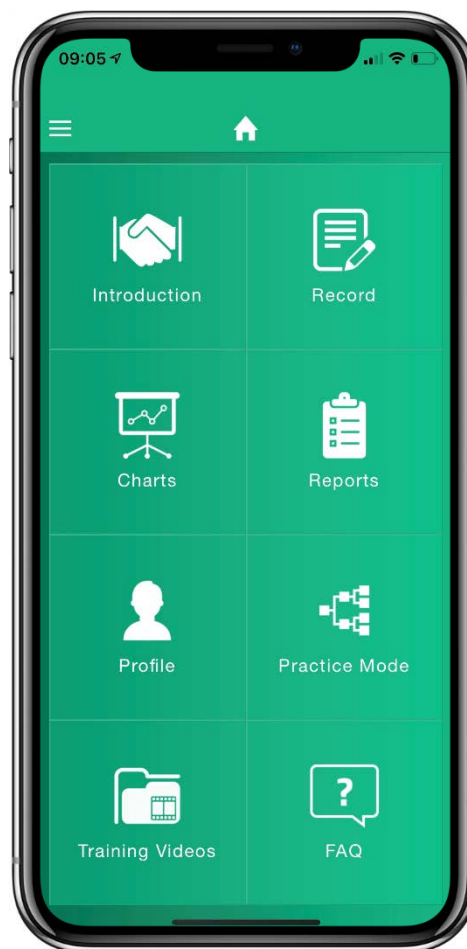 09:05
Introduction
Record
Charts
Reports
Profile
Practice Mode
?
Training Videos
FAQ